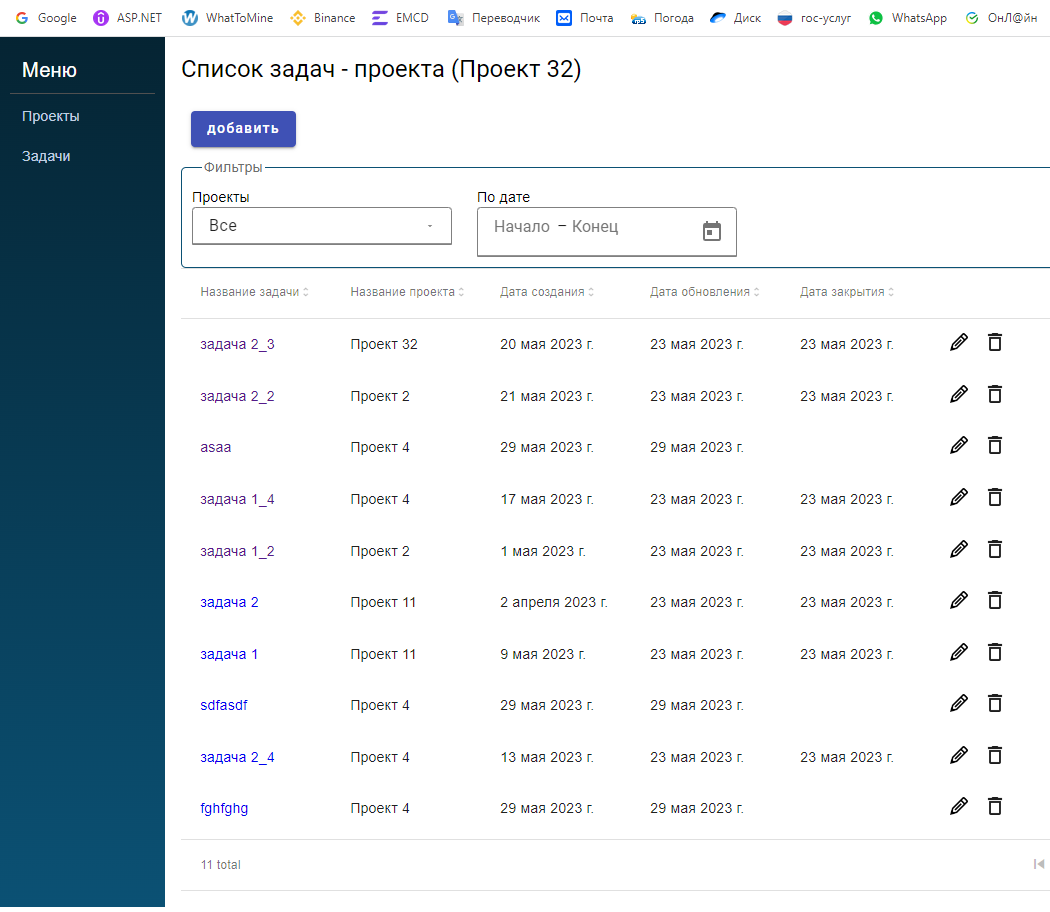 Google ASP.NET WhatToMine Binance EMCD Переводчик Почта Погода Диск гос-услуг WhatsApp ОнЛ@йн
Меню
Проекты
Задачи
Список задач - проекта (Проект 32)
добавить
Фильтры
Проекты По дате
Все Начало – Конец
Название задачи Название проекта Дата создания Дата обновления Дата закрытия
задача 2_3 Проект 32 20 мая 2023 г. 23 мая 2023 г. 23 мая 2023 г.
задача 2_2 Проект 2 21 мая 2023 г. 23 мая 2023 г. 23 мая 2023 г.
asaa Проект 4 29 мая 2023 г. 29 мая 2023 г.
задача 1_4 Проект 4 17 мая 2023 г. 23 мая 2023 г. 23 мая 2023 г.
задача 1_2 Проект 2 1 мая 2023 г. 23 мая 2023 г. 23 мая 2023 г.
задача 2 Проект 11 2 апреля 2023 г. 23 мая 2023 г. 23 мая 2023 г.
задача 1 Проект 11 9 мая 2023 г. 23 мая 2023 г. 23 мая 2023 г.
sdfasdf Проект 4 29 мая 2023 г. 29 мая 2023 г.
задача 2_4 Проект 4 13 мая 2023 г. 23 мая 2023 г. 23 мая 2023 г.
fghfghg Проект 4 29 мая 2023 г. 29 мая 2023 г.
11 total